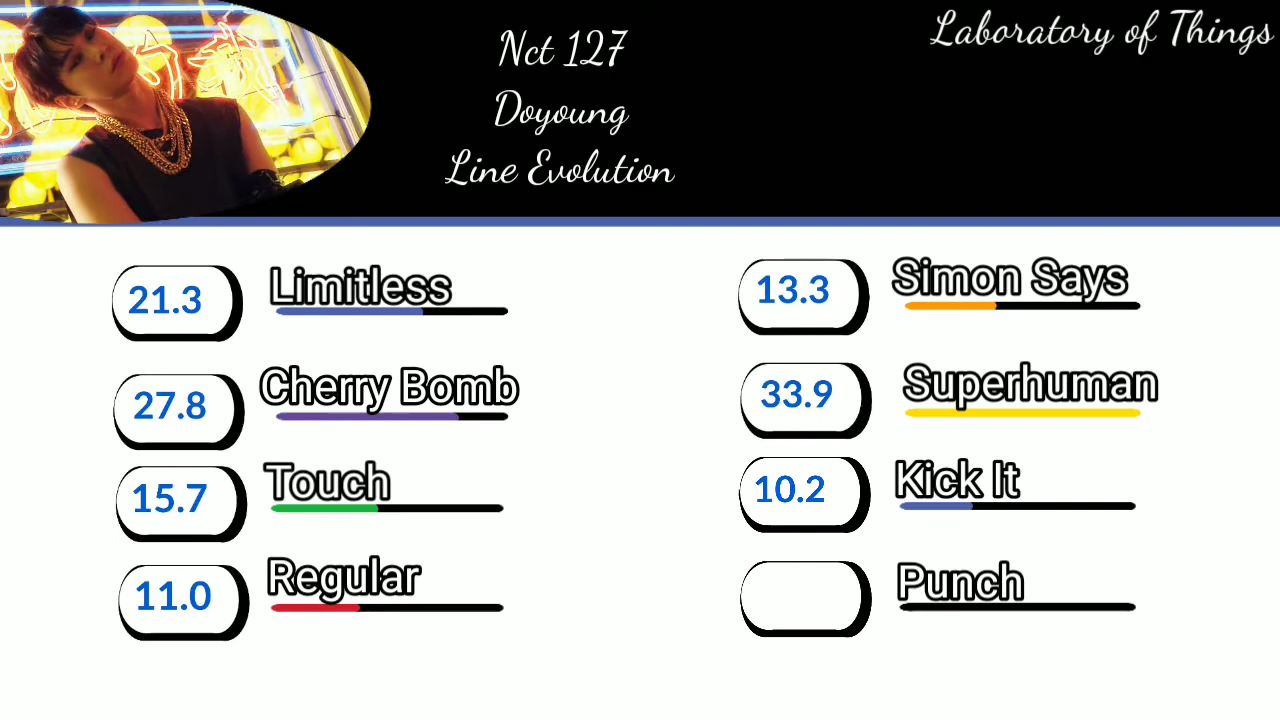 Nct 127
Doyoung
Line Evolution
Laboratory of Things
21.3 Limitless
27.8 Cherry Bomb
15.7 Touch
11.0 Regular
13.3 Simon Says
33.9 Superhuman
10.2 Kick It
Punch